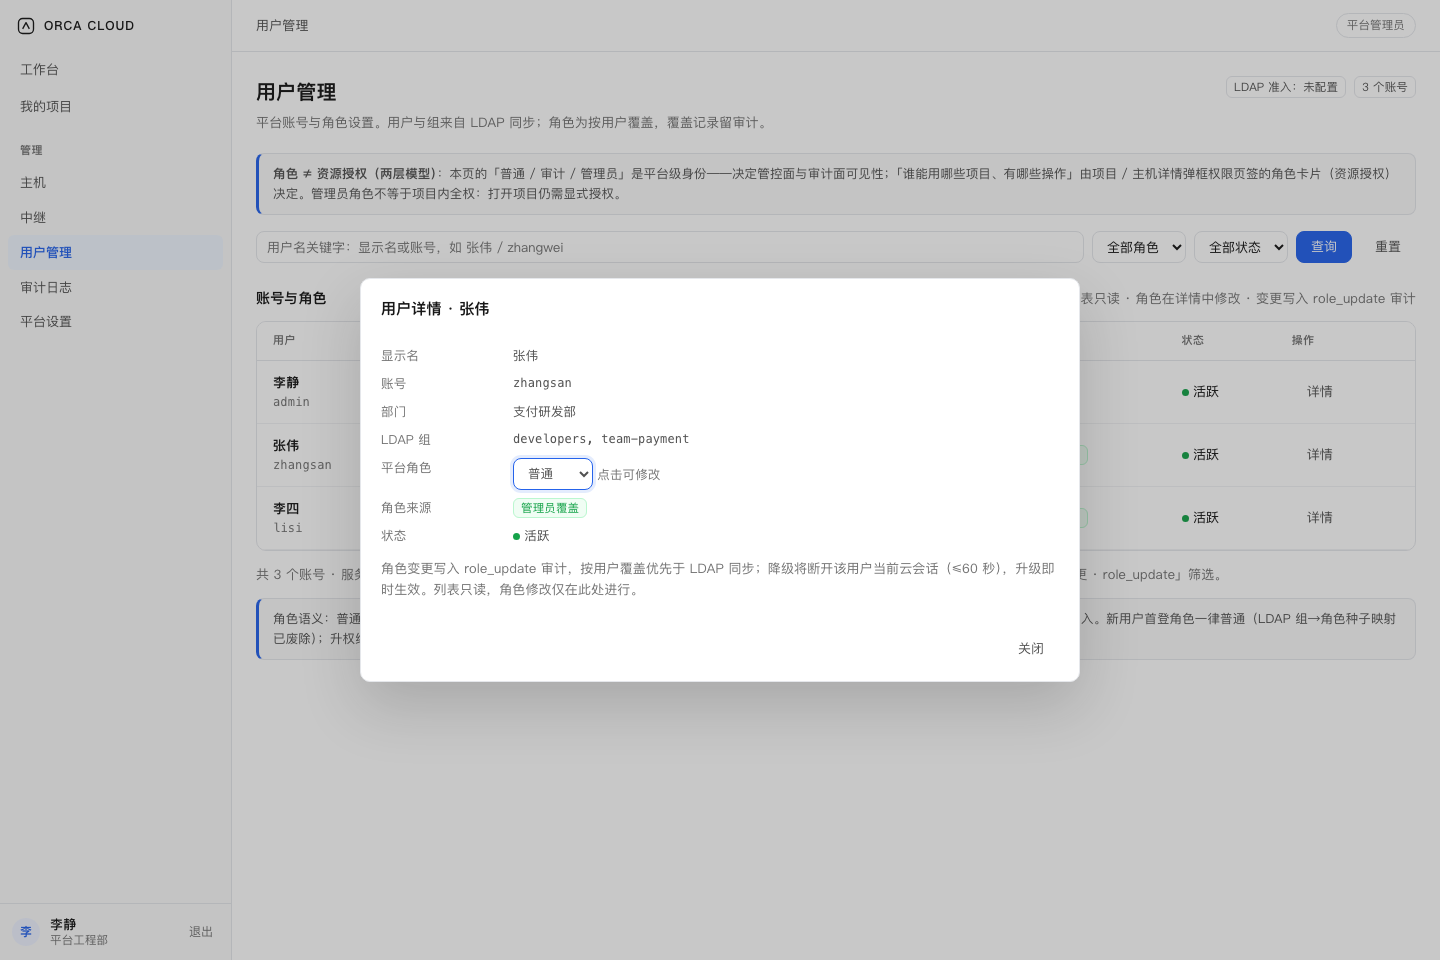 ORCA CLOUD
工作台
我的项目
管理
主机
中继
用户管理
审计日志
平台设置
李
李静
平台工程部
退出
用户管理
平台管理员
用户管理
LDAP 准入：未配置
3 个账号
平台账号与角色设置。用户与组来自 LDAP 同步；角色为按用户覆盖，覆盖记录留审计。
角色 ≠ 资源授权（两层模型）：本页的「普通 / 审计 / 管理员」是平台级身份——决定管控面与审计面可见性；「谁能用哪些项目、有哪些操作」由项目 / 主机详情弹框权限页签的角色卡片（资源授权）
决定。管理员角色不等于项目内全权：打开项目仍需显式授权。
用户名关键字：显示名或账号，如 张伟 / zhangwei
全部角色
全部状态
查询
重置
账号与角色
表只读 · 角色在详情中修改 · 变更写入 role_update 审计
用户
状态
操作
李静
admin
活跃
详情
张伟
zhangsan
活跃
详情
李四
lisi
活跃
详情
共 3 个账号 · 服务
更 · role_update」筛选。
角色语义：普通
入。新用户首登角色一律普通（LDAP 组→角色种子映射
已废除）；升权
用户详情 · 张伟
显示名
张伟
账号
zhangsan
部门
支付研发部
LDAP 组
developers, team-payment
平台角色
普通
点击可修改
角色来源
管理员覆盖
状态
活跃
角色变更写入 role_update 审计，按用户覆盖优先于 LDAP 同步；降级将断开该用户当前云会话（≤60 秒），升级即
时生效。列表只读，角色修改仅在此处进行。
关闭